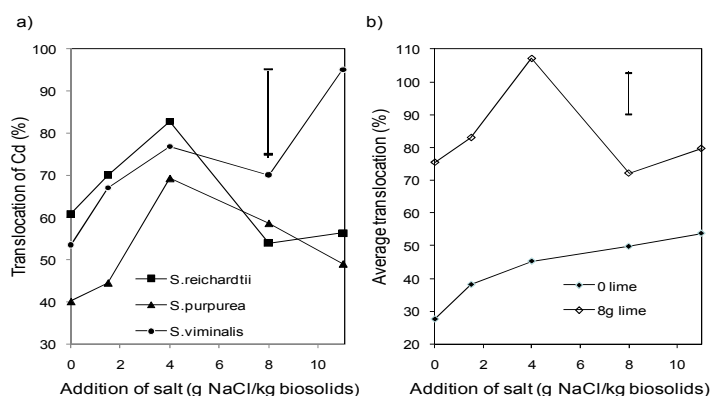 a)
Translocation of Cd (%)
100
90
80
70
60
50
40
30
S.reichardtii
S.purpurea
S.viminalis
0 2 4 6 8 10
Addition of salt (g NaCl/kg biosolids)
b)
Average translocation (%)
110
100
90
80
70
60
50
40
30
20
0 lime
8g lime
0 2 4 6 8 10
Addition of salt (g NaCl/kg biosolids)